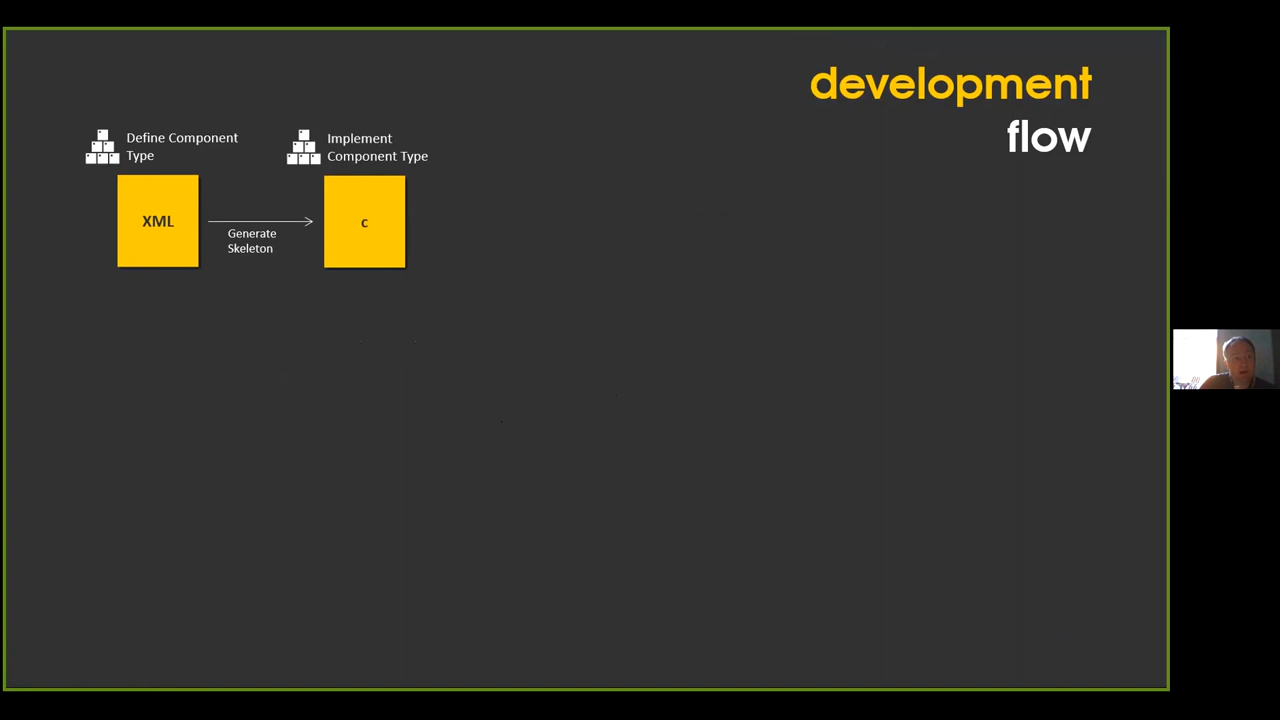 development
flow
Define Component
Type
Implement
Component Type
XML
c
Generate
Skeleton